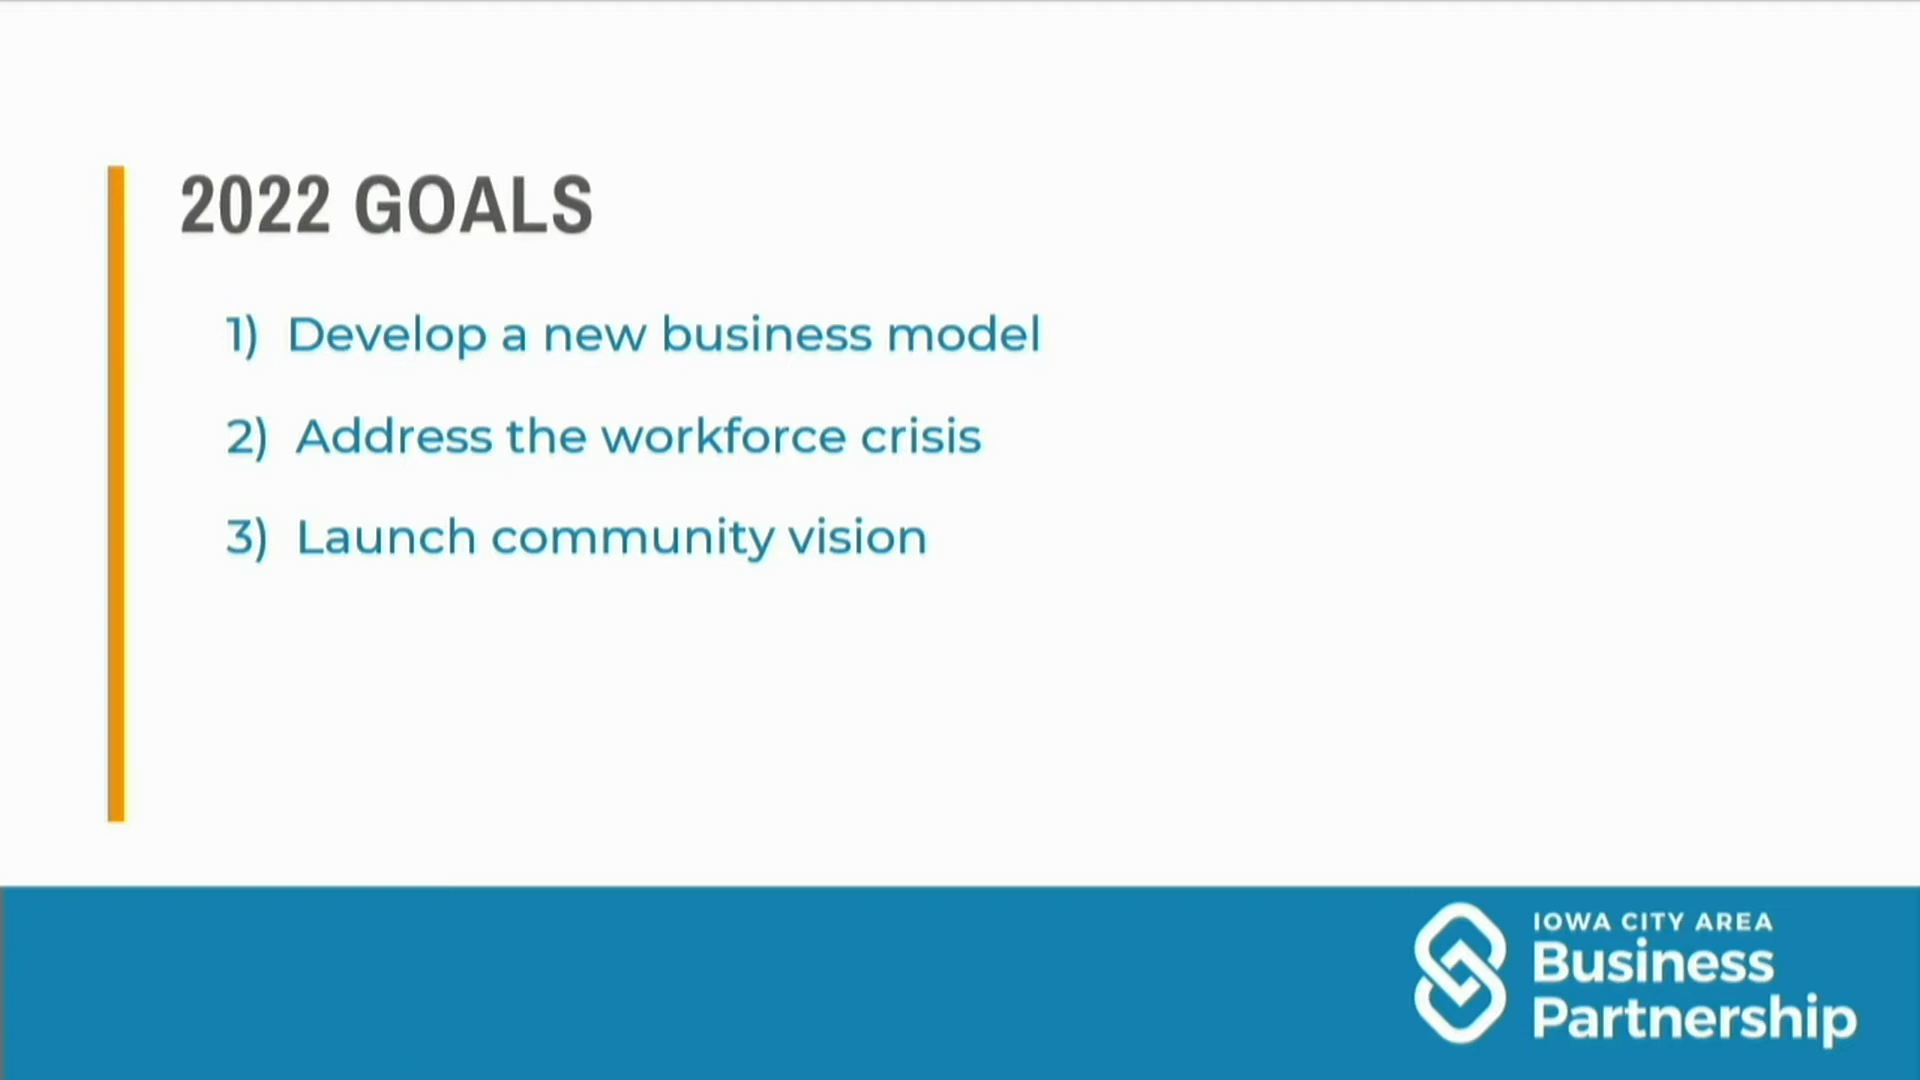 2022 GOALS
1) Develop a new business model
2) Address the workforce crisis
3) Launch community vision
IOWA CITY AREA
Business
Partnership